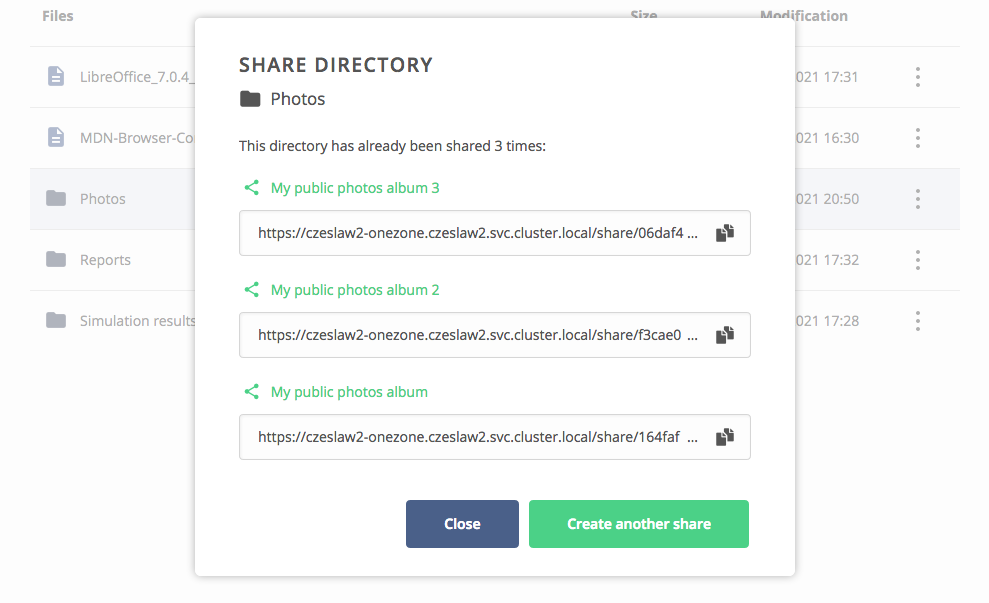 Files Size Modification
SHARE DIRECTORY
Photos
This directory has already been shared 3 times:
My public photos album 3
https://czeslaw2-onezone.czeslaw2.svc.cluster.local/share/06daf4 ...
My public photos album 2
https://czeslaw2-onezone.czeslaw2.svc.cluster.local/share/f3cae0 ...
My public photos album
https://czeslaw2-onezone.czeslaw2.svc.cluster.local/share/164faf ...
Close
Create another share
LibreOffice_7.0.4_ 021 17:31
MDN-Browser-Co 021 16:30
Photos 021 20:50
Reports 021 17:32
Simulation results 021 17:28